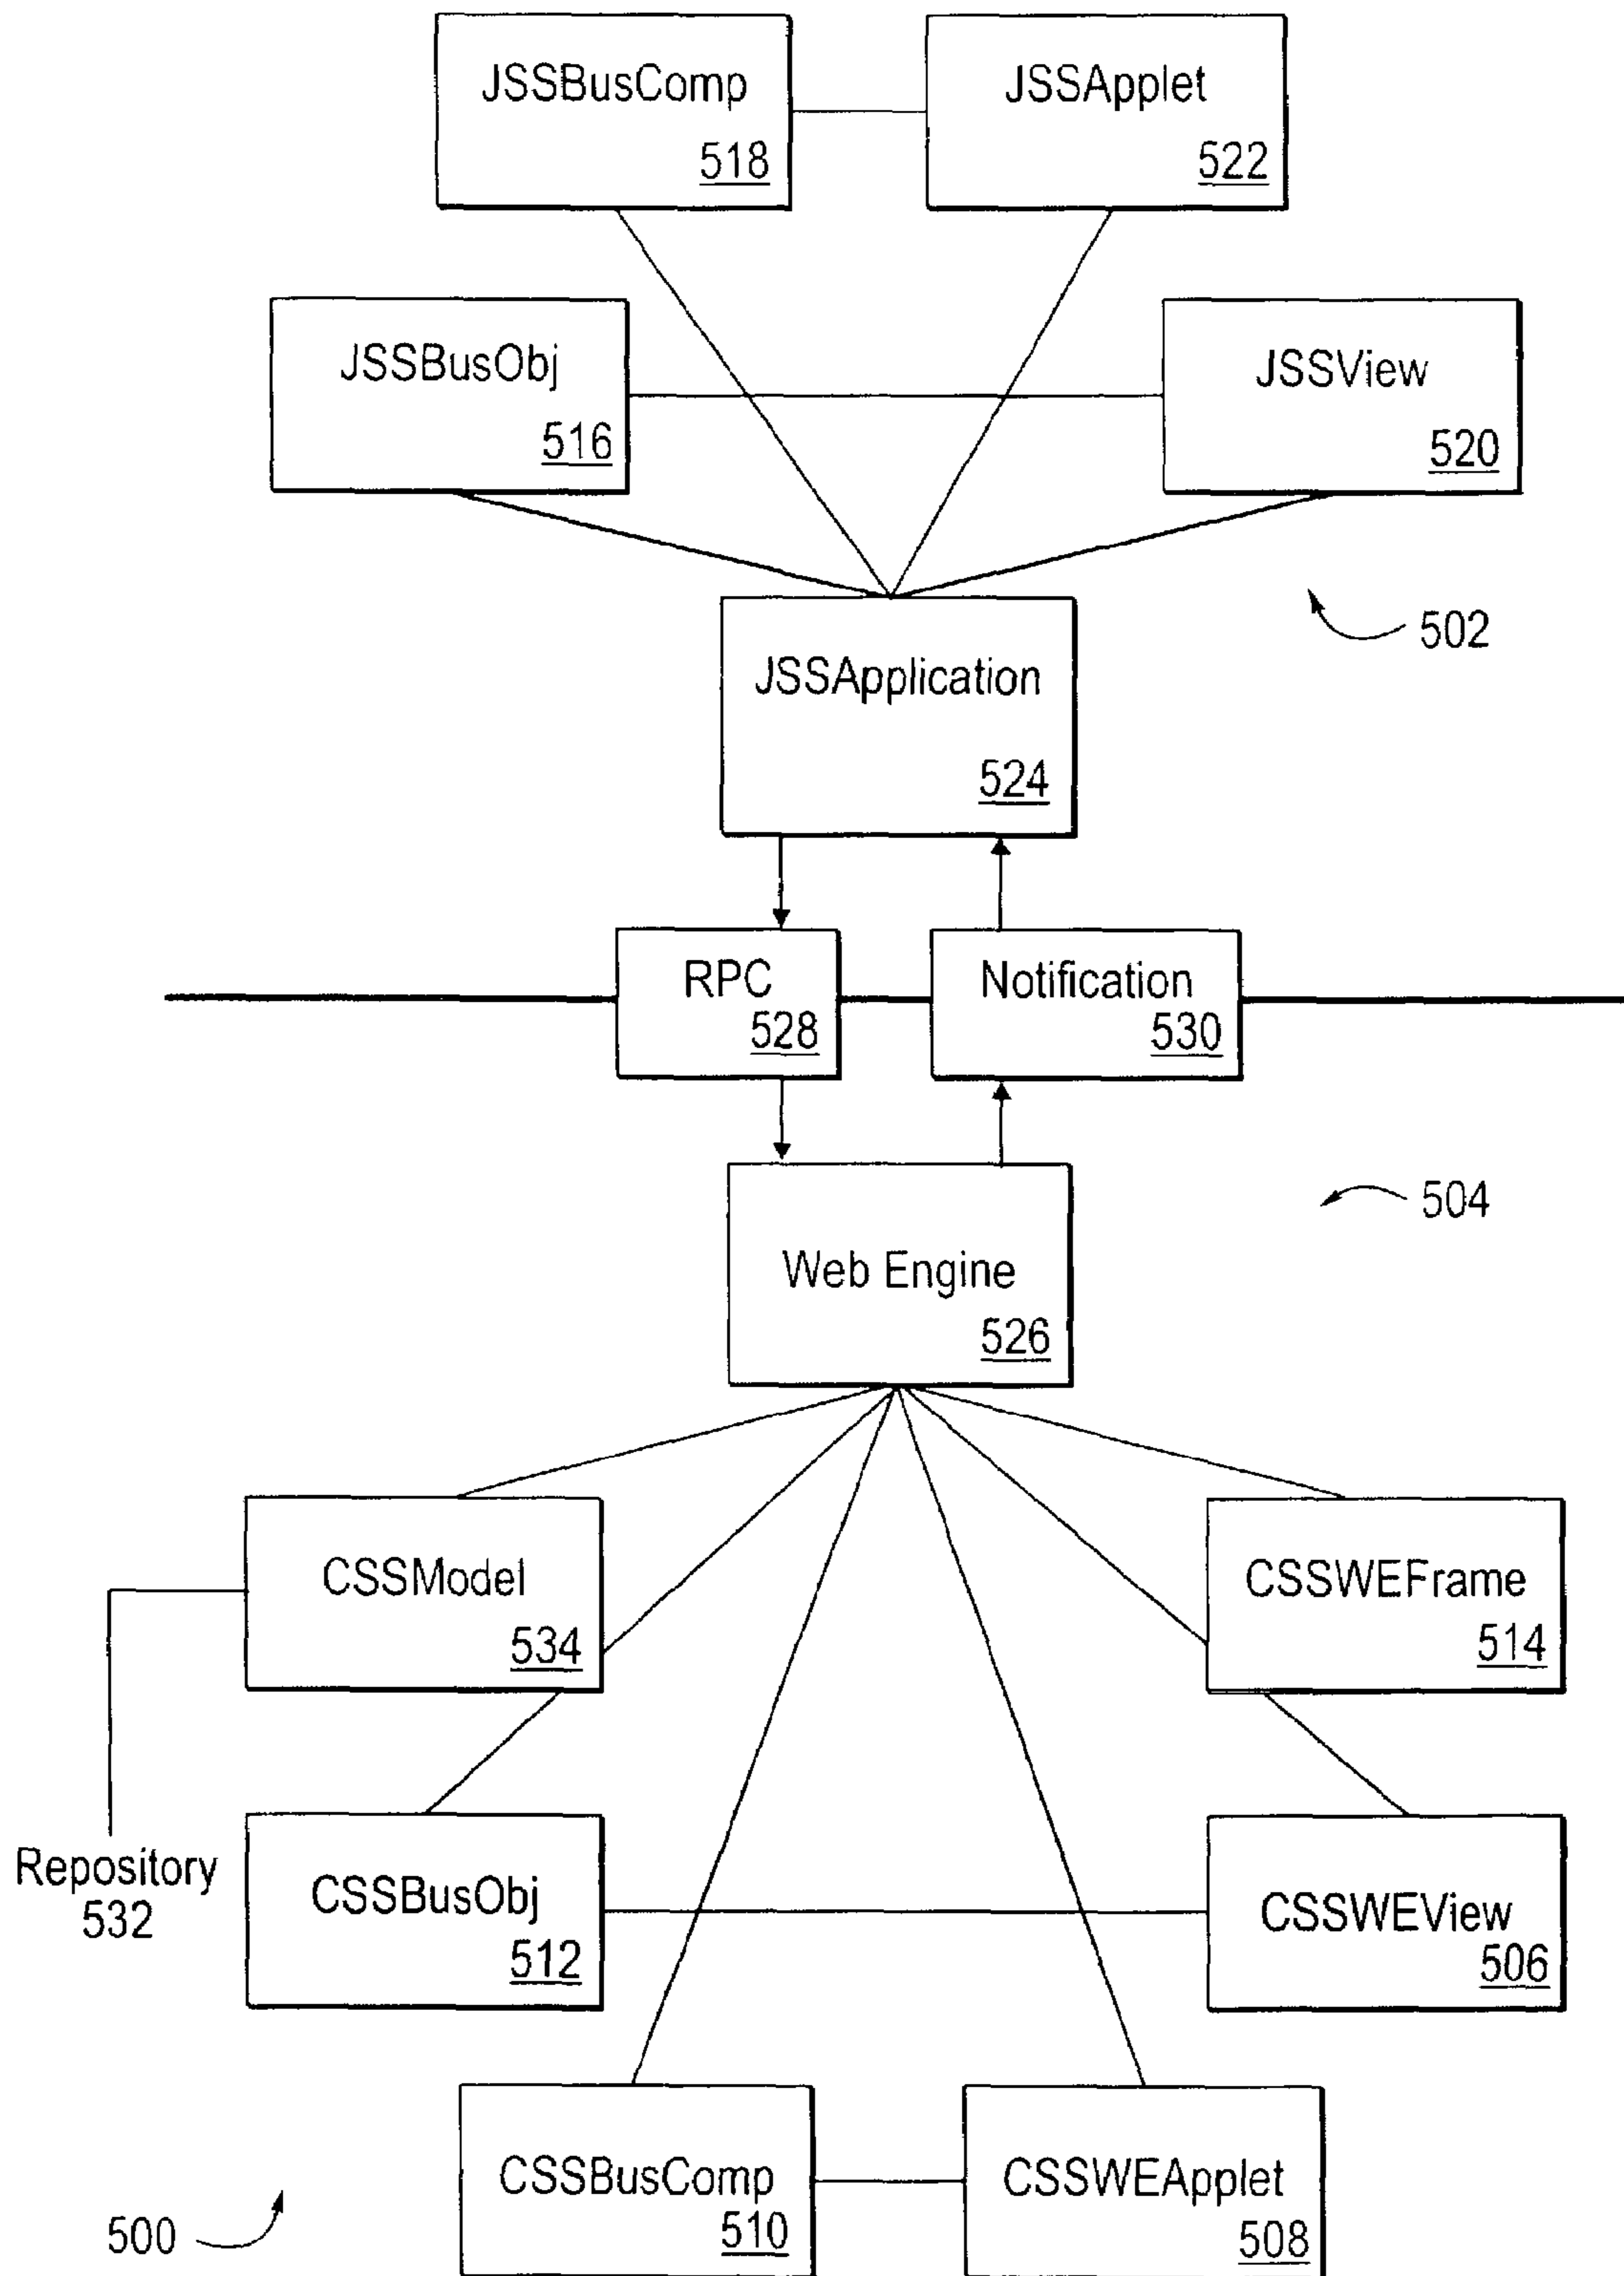 JSSBusComp
518
JSSApplet
522
JSSBusObj
516
JSSView
520
502
JSSApplication
524
RPC
528
Notification
530
504
Web Engine
526
CSSModel
534
CSSWEFrame
514
Repository
532
CSSBusObj
512
CSSWEView
506
CSSBusComp
510
CSSWEApplet
508
500